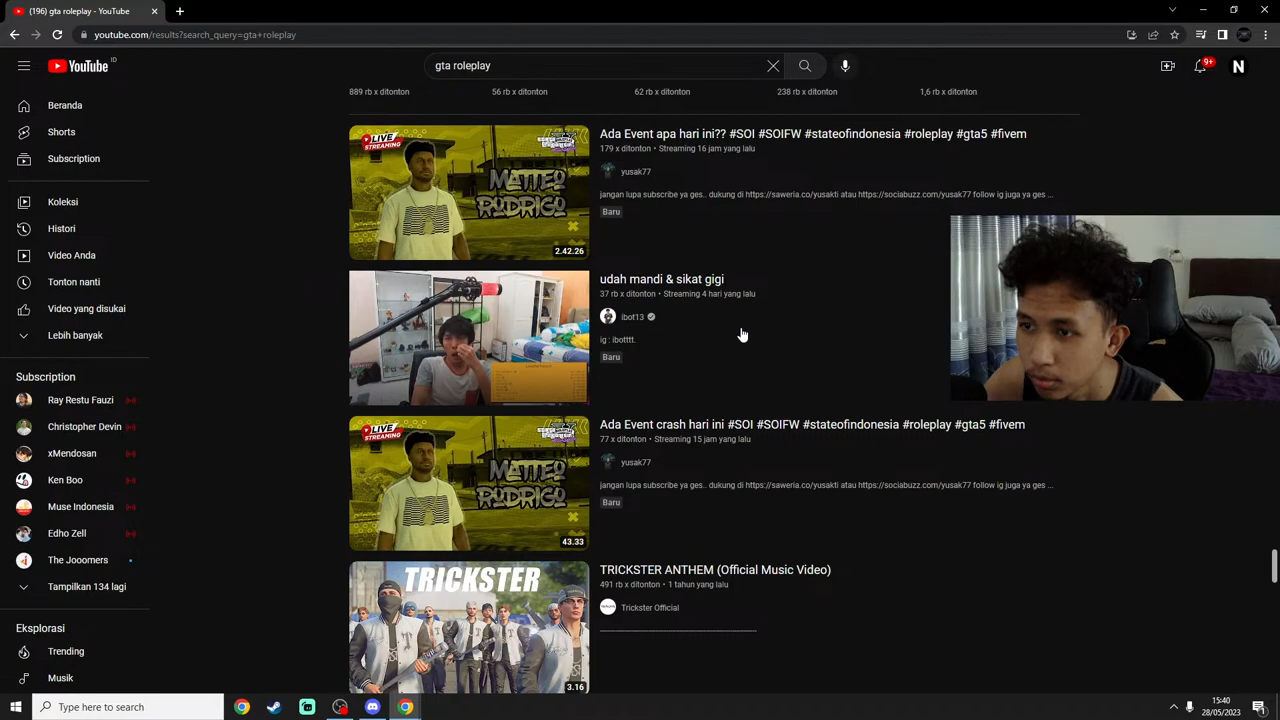 (196) gta roleplay - YouTube
youtube.com/results?search_query=gta+roleplay
YouTube ID
gta roleplay
9+
N
889 rb x ditonton
56 rb x ditonton
62 rb x ditonton
238 rb x ditonton
1,6 rb x ditonton
Beranda
Shorts
Subscription
Koleksi
Histori
Video Anda
Tonton nanti
Video yang disukai
Lebih banyak
Subscription
Ray Restu Fauzi
Christopher Devin
xMendosan
Ken Boo
Muse Indonesia
Edho Zell
The Jooomers
Tampilkan 134 lagi
Eksplorasi
Trending
Musik
LIVE
STREAMING
MATTEO
RODRIGO
2.42.26
Ada Event apa hari ini?? #SOI #SOIFW #stateofindonesia #roleplay #gta5 #fivem
179 x ditonton • Streaming 16 jam yang lalu
yusak77
jangan lupa subscribe ya ges.. dukung di https://saweria.co/yusakti atau https://sociabuzz.com/yusak77 follow ig juga ya ges ...
Baru
udah mandi & sikat gigi
37 rb x ditonton • Streaming 4 hari yang lalu
ibot13
ig : ibotttt.
Baru
LIVE
STREAMING
MATTEO
RODRIGO
43.33
Ada Event crash hari ini #SOI #SOIFW #stateofindonesia #roleplay #gta5 #fivem
77 x ditonton • Streaming 15 jam yang lalu
yusak77
jangan lupa subscribe ya ges.. dukung di https://saweria.co/yusakti atau https://sociabuzz.com/yusak77 follow ig juga ya ges ...
Baru
TRICKSTER
3.16
TRICKSTER ANTHEM (Official Music Video)
491 rb x ditonton • 1 tahun yang lalu
Trickster Official
Type here to search
15:40
28/05/2023